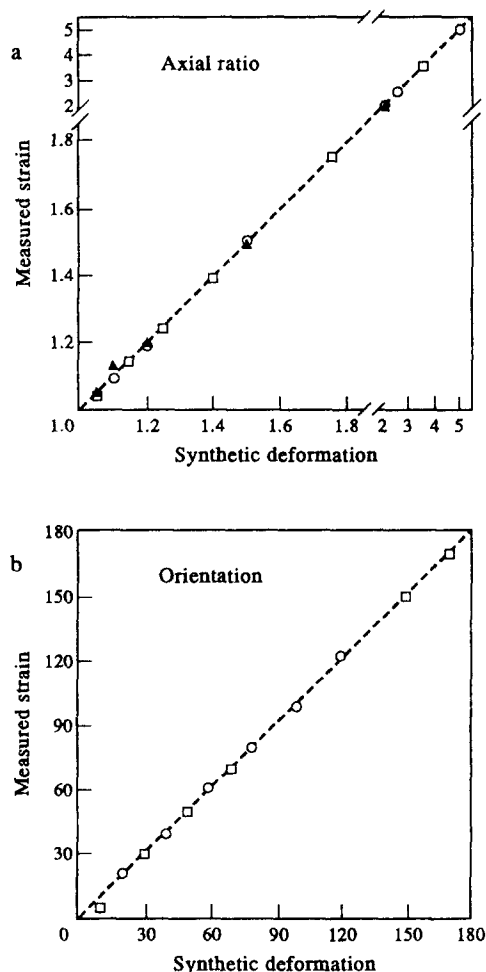 a
Axial ratio
5
4
3
2
1.8
1.6
1.4
1.2
1.0
Measured strain
1.2 1.4 1.6 1.8 2 3 4 5
Synthetic deformation
b
Orientation
180
150
120
90
60
30
0
Measured strain
30 60 90 120 150 180
Synthetic deformation